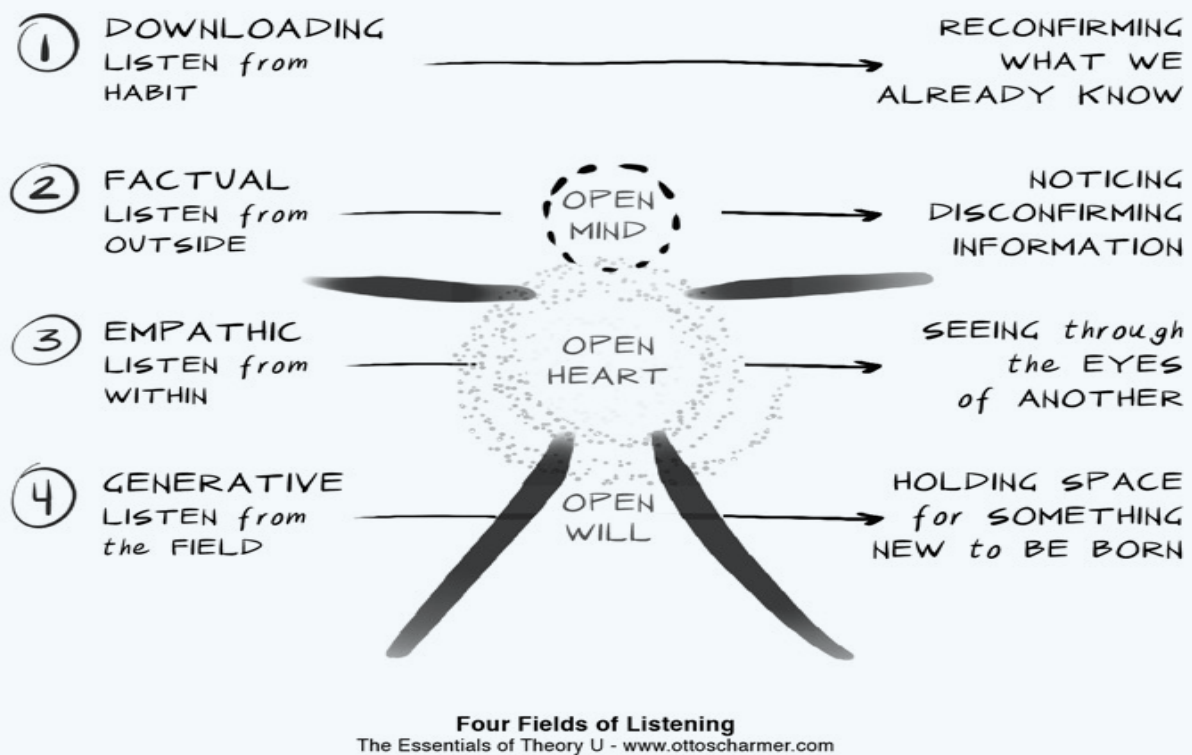 1 DOWNLOADING
LISTEN from
HABIT
RECONFIRMING
WHAT WE
ALREADY KNOW
2 FACTUAL
LISTEN from
OUTSIDE
OPEN
MIND
NOTICING
DISCONFIRMING
INFORMATION
3 EMPATHIC
LISTEN from
WITHIN
OPEN
HEART
SEEING through
the EYES
of ANOTHER
4 GENERATIVE
LISTEN from
the FIELD
OPEN
WILL
HOLDING SPACE
for SOMETHING
NEW to BE BORN
Four Fields of Listening
The Essentials of Theory U - www.ottoscharmer.com